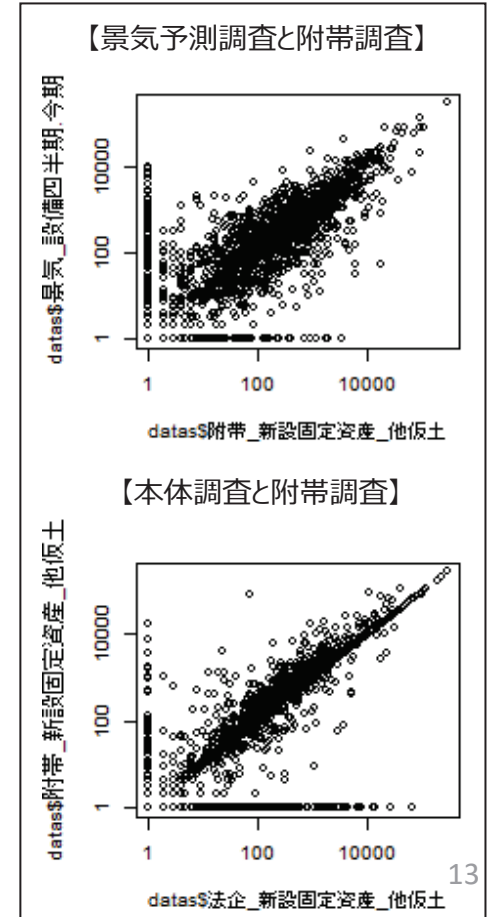 【景気予測調査と附帯調査】
datas$景気_設備四半期.今期
10000
100
1
1 100 10000
datas$附帯_新設固定資産_他仮土
【本体調査と附帯調査】
datas$附帯_新設固定資産_他仮土
10000
100
1
1 100 10000
datas$法企_新設固定資産_他仮土
13